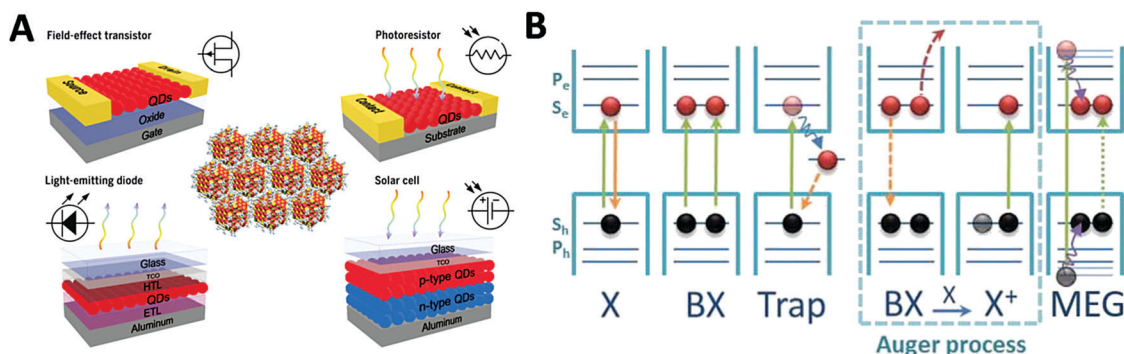 A
Field-effect transistor
Source
Drain
QDs
Oxide
Gate
Photoresistor
Contact
Contact
QDs
Substrate
Light-emitting diode
Glass
TCO
HTL
QDs
ETL
Aluminum
Solar cell
+ −
Glass
TCO
p-type QDs
n-type QDs
Aluminum
B
Pe
Se
Sh
Ph
X
BX
Trap
BX X X+
MEG
Auger process